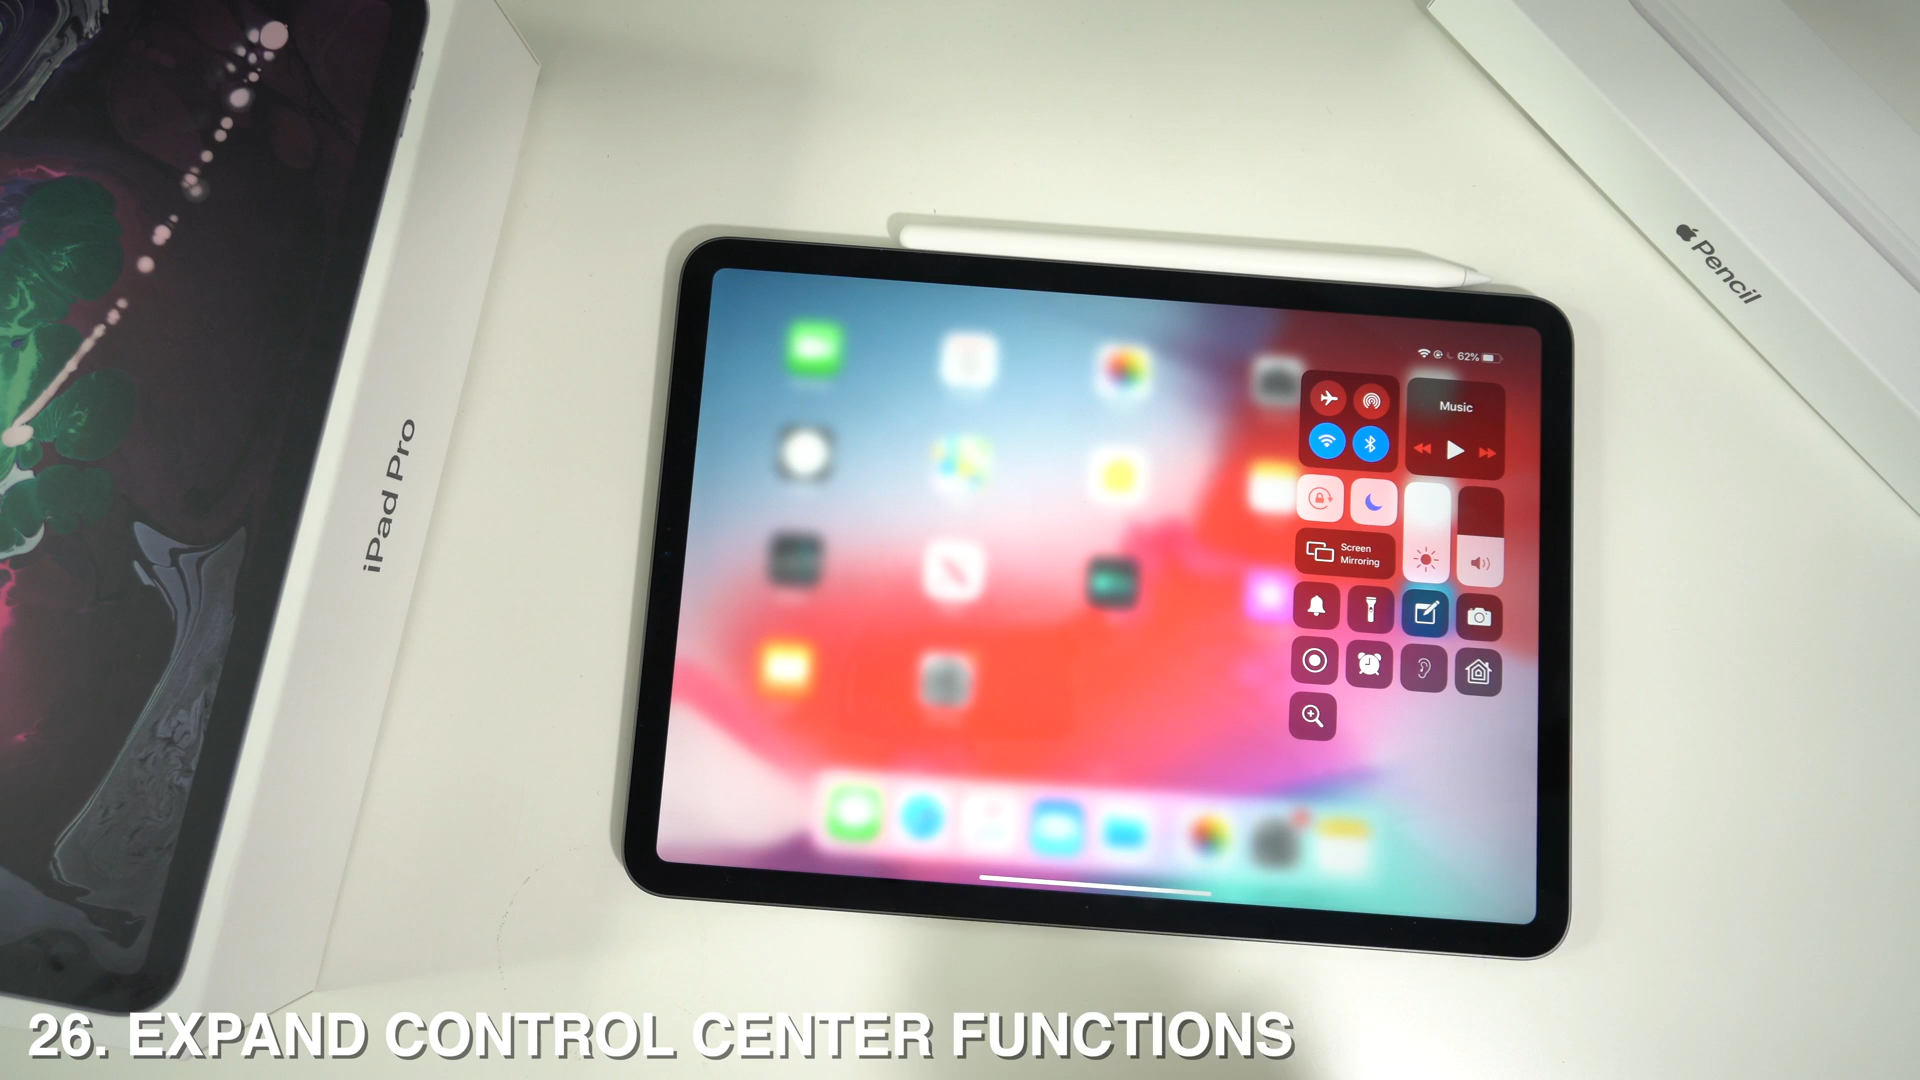 iPad Pro
Pencil
62%
Music
Screen
Mirroring
26. EXPAND CONTROL CENTER FUNCTIONS